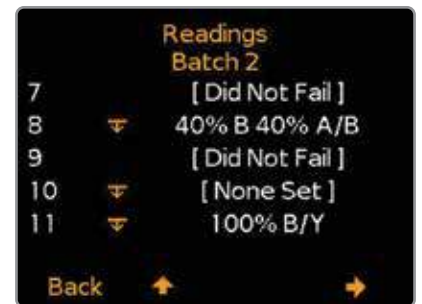 Readings
Batch 2
7 [ Did Not Fail ]
8 40% B 40% A/B
9 [ Did Not Fail ]
10 [ None Set ]
11 100% B/Y
Back